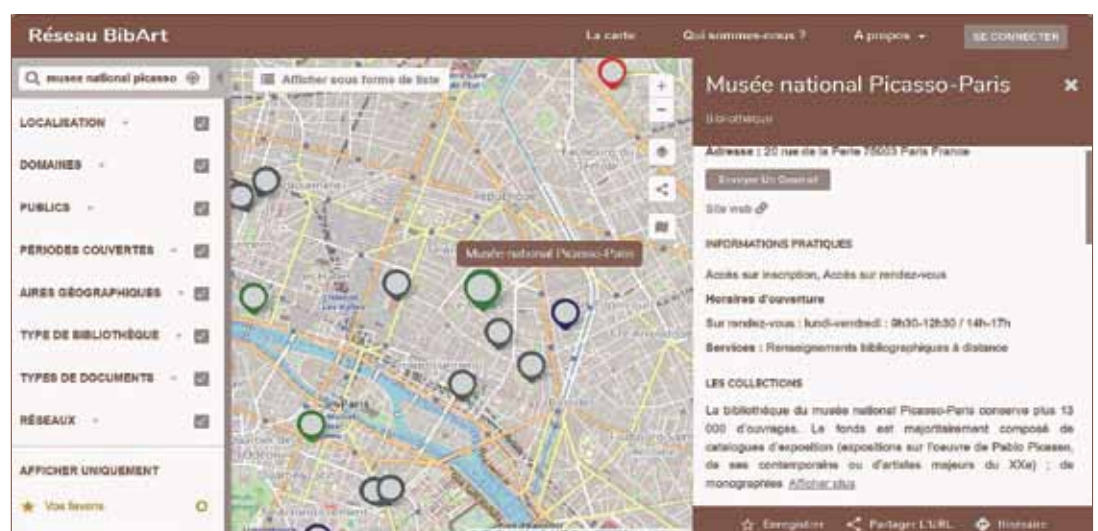 Réseau BibArt
La carte
Qui sommes-nous ?
A propos
SE CONNECTER
musee national picasso
Afficher sous forme de liste
LOCALISATION
DOMAINES
PUBLICS
PÉRIODES COUVERTES
AIRES GÉOGRAPHIQUES
TYPE DE BIBLIOTHÈQUE
TYPES DE DOCUMENTS
RÉSEAUX
AFFICHER UNIQUEMENT
Vos favoris
République
Musée national Picasso-Paris
Musée national Picasso-Paris
Bibliothèque
Adresse : 20 rue de la Perle 75003 Paris France
Envoyer Un Courriel
Site web
INFORMATIONS PRATIQUES
Accès sur inscription, Accès sur rendez-vous
Horaires d'ouverture
Sur rendez-vous : lundi-vendredi : 9h30-12h30 / 14h-17h
Services : Renseignements bibliographiques à distance
LES COLLECTIONS
La bibliothèque du musée national Picasso-Paris conserve plus 13
000 d'ouvrages. Le fonds est majoritairement composé de
catalogues d'exposition (expositions sur l'oeuvre de Pablo Picasso,
de ses contemporains ou d'artistes majeurs du XXe) ; de
monographies Afficher plus
Enregistrer
Partager L'URL
Itinéraire